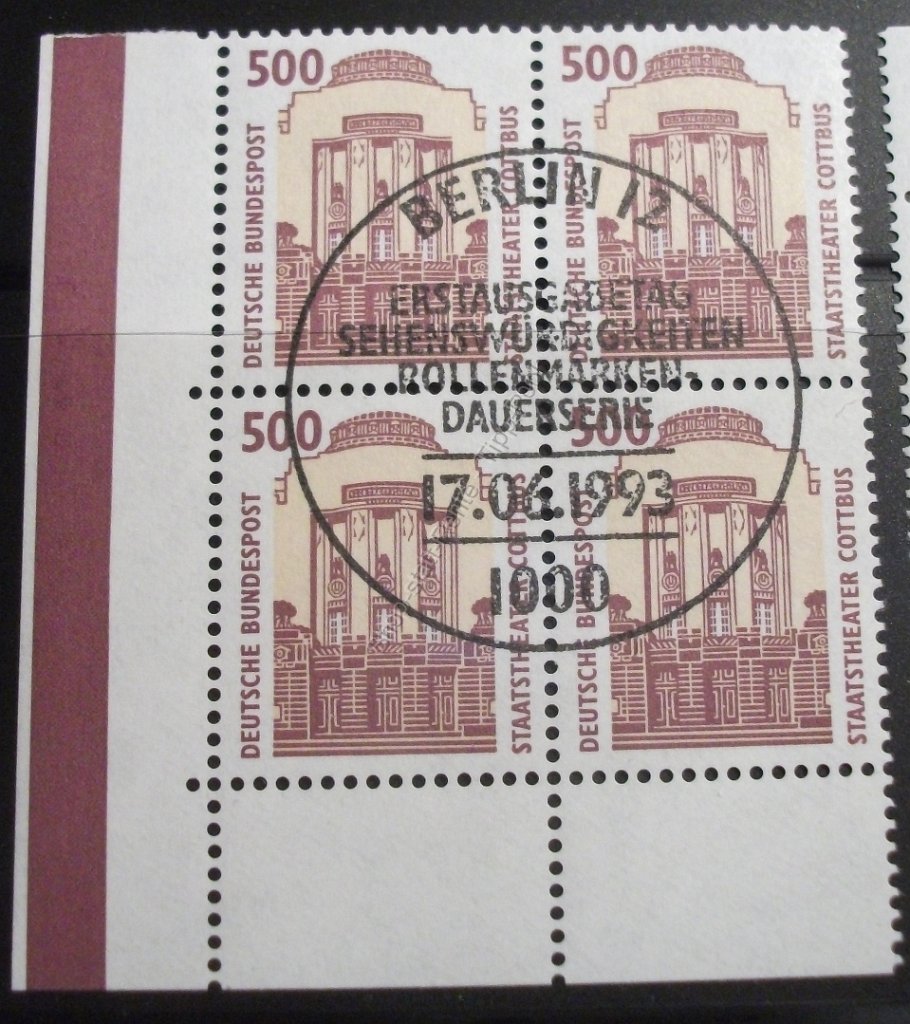 500
DEUTSCHE BUNDESPOST
STAATSTHEATER COTTBUS
500
DEUTSCHE BUNDESPOST
STAATSTHEATER COTTBUS
BERLIN 12
ERSTAUSGABETAG
SEHENSWÜRDIGKEITEN
ROLLENMARKEN-
DAUERSERIE
17.06.1993
1000
500
DEUTSCHE BUNDESPOST
STAATSTHEATER COTTBUS
500
DEUTSCHE BUNDESPOST
STAATSTHEATER COTTBUS